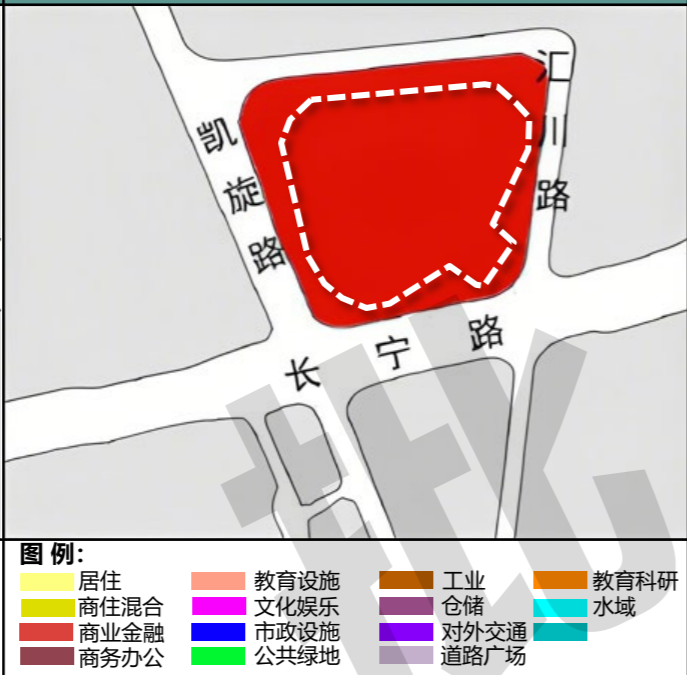 汇川路
凯旋路
长宁路
图例：
居住 教育设施 工业 教育科研
商住混合 文化娱乐 仓储 水域
商业金融 市政设施 对外交通
商务办公 公共绿地 道路广场